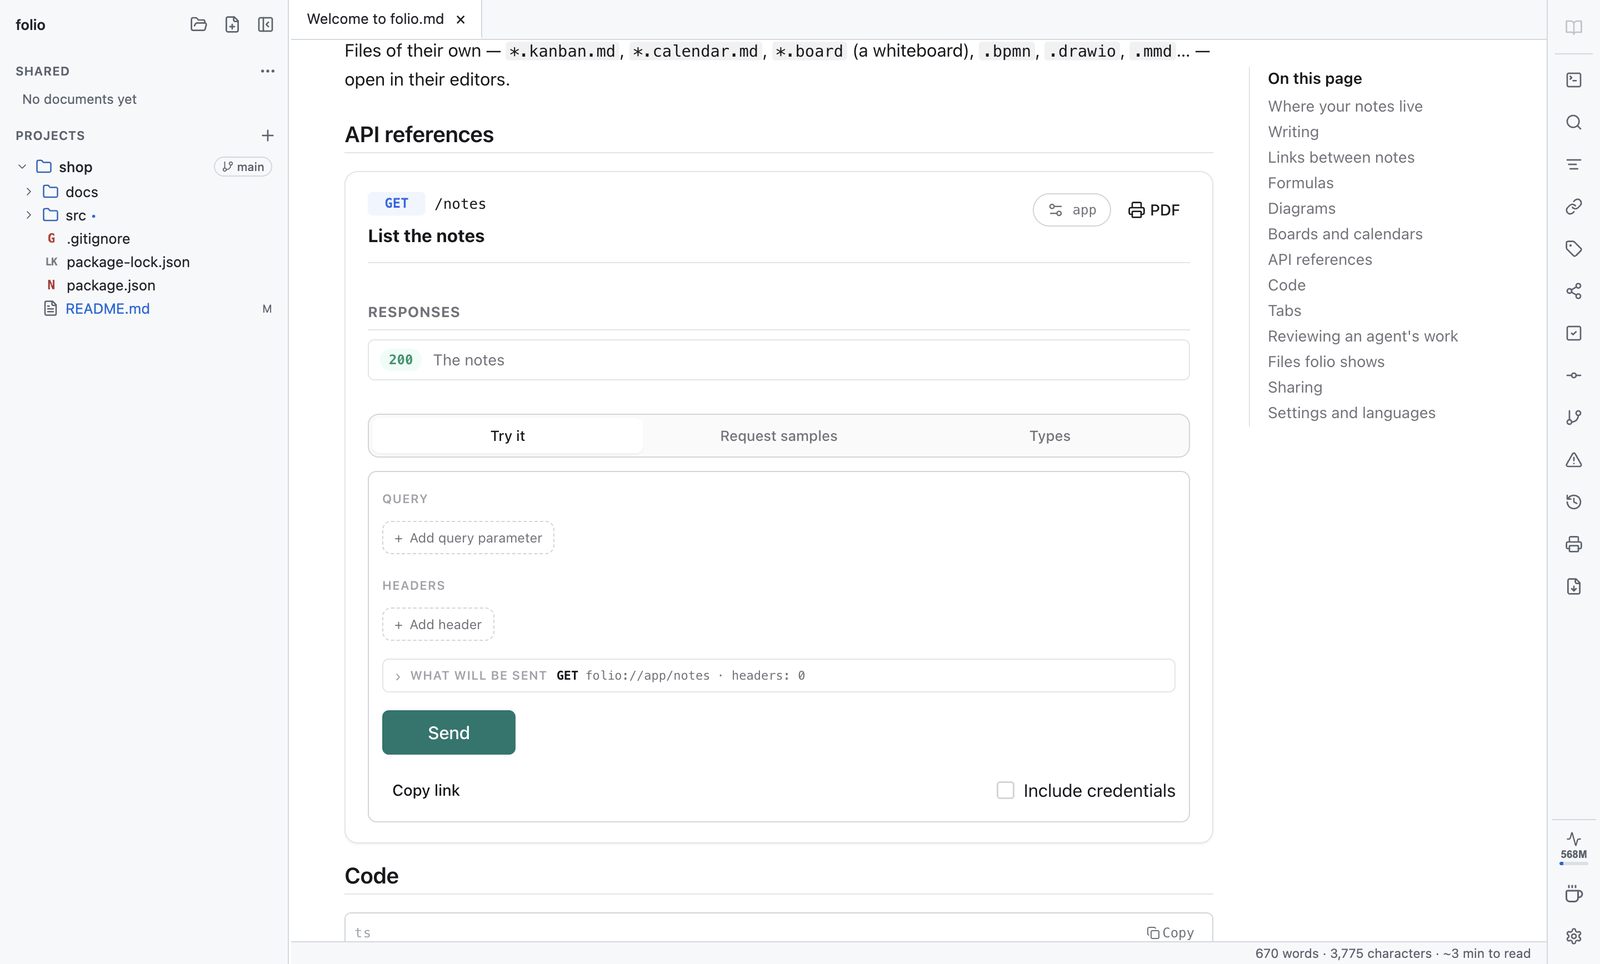 folio
SHARED
No documents yet
PROJECTS
shop
main
docs
src •
G .gitignore
LK package-lock.json
N package.json
README.md
M
Welcome to folio.md ×
Files of their own — *.kanban.md, *.calendar.md, *.board (a whiteboard), .bpmn, .drawio, .mmd … —
open in their editors.
API references
GET /notes
app
PDF
List the notes
RESPONSES
200 The notes
Try it
Request samples
Types
QUERY
+ Add query parameter
HEADERS
+ Add header
WHAT WILL BE SENT GET folio://app/notes · headers: 0
Send
Copy link
Include credentials
Code
ts
Copy
On this page
Where your notes live
Writing
Links between notes
Formulas
Diagrams
Boards and calendars
API references
Code
Tabs
Reviewing an agent's work
Files folio shows
Sharing
Settings and languages
568M
670 words · 3,775 characters · ~3 min to read